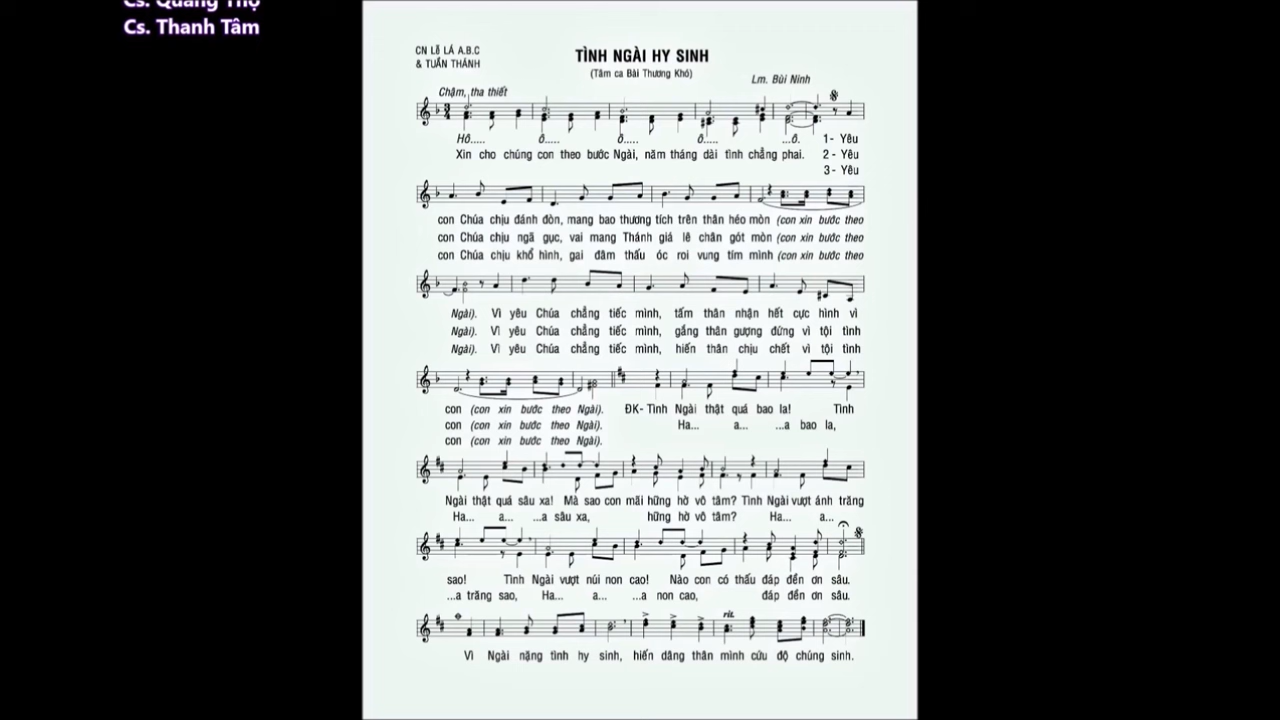 Cs. Quang Thọ
Cs. Thanh Tâm
CN LỄ LÁ A.B.C
& TUẦN THÁNH
TÌNH NGÀI HY SINH
(Tâm ca Bài Thương Khó)
Lm. Bùi Ninh
Chậm, tha thiết
Hô..... ô..... ô..... ô..... ...ô. 1- Yêu
Xin cho chúng con theo bước Ngài, năm tháng dài tình chẳng phai. 2- Yêu
3- Yêu
con Chúa chịu đánh đòn, mang bao thương tích trên thân héo mòn (con xin bước theo
con Chúa chịu ngã gục, vai mang Thánh giá lê chân gót mòn (con xin bước theo
con Chúa chịu khổ hình, gai đâm thấu óc roi vung tím mình (con xin bước theo
Ngài). Vì yêu Chúa chẳng tiếc mình, tấm thân nhận hết cực hình vì
Ngài). Vì yêu Chúa chẳng tiếc mình, gắng thân gượng đứng vì tội tình
Ngài). Vì yêu Chúa chẳng tiếc mình, hiến thân chịu chết vì tội tình
con (con xin bước theo Ngài). ĐK- Tình Ngài thật quá bao la! Tình
con (con xin bước theo Ngài). Ha... a... ...a bao la,
con (con xin bước theo Ngài).
Ngài thật quá sâu xa! Mà sao con mãi hững hờ vô tâm? Tình Ngài vượt ánh trăng
Ha... a... ...a sâu xa, hững hờ vô tâm? Ha... a...
sao! Tình Ngài vượt núi non cao! Nào con có thấu đáp đền ơn sâu.
...a trăng sao, Ha... a... ...a non cao, đáp đền ơn sâu.
rit.
Vì Ngài nặng tình hy sinh, hiến dâng thân mình cứu độ chúng sinh.